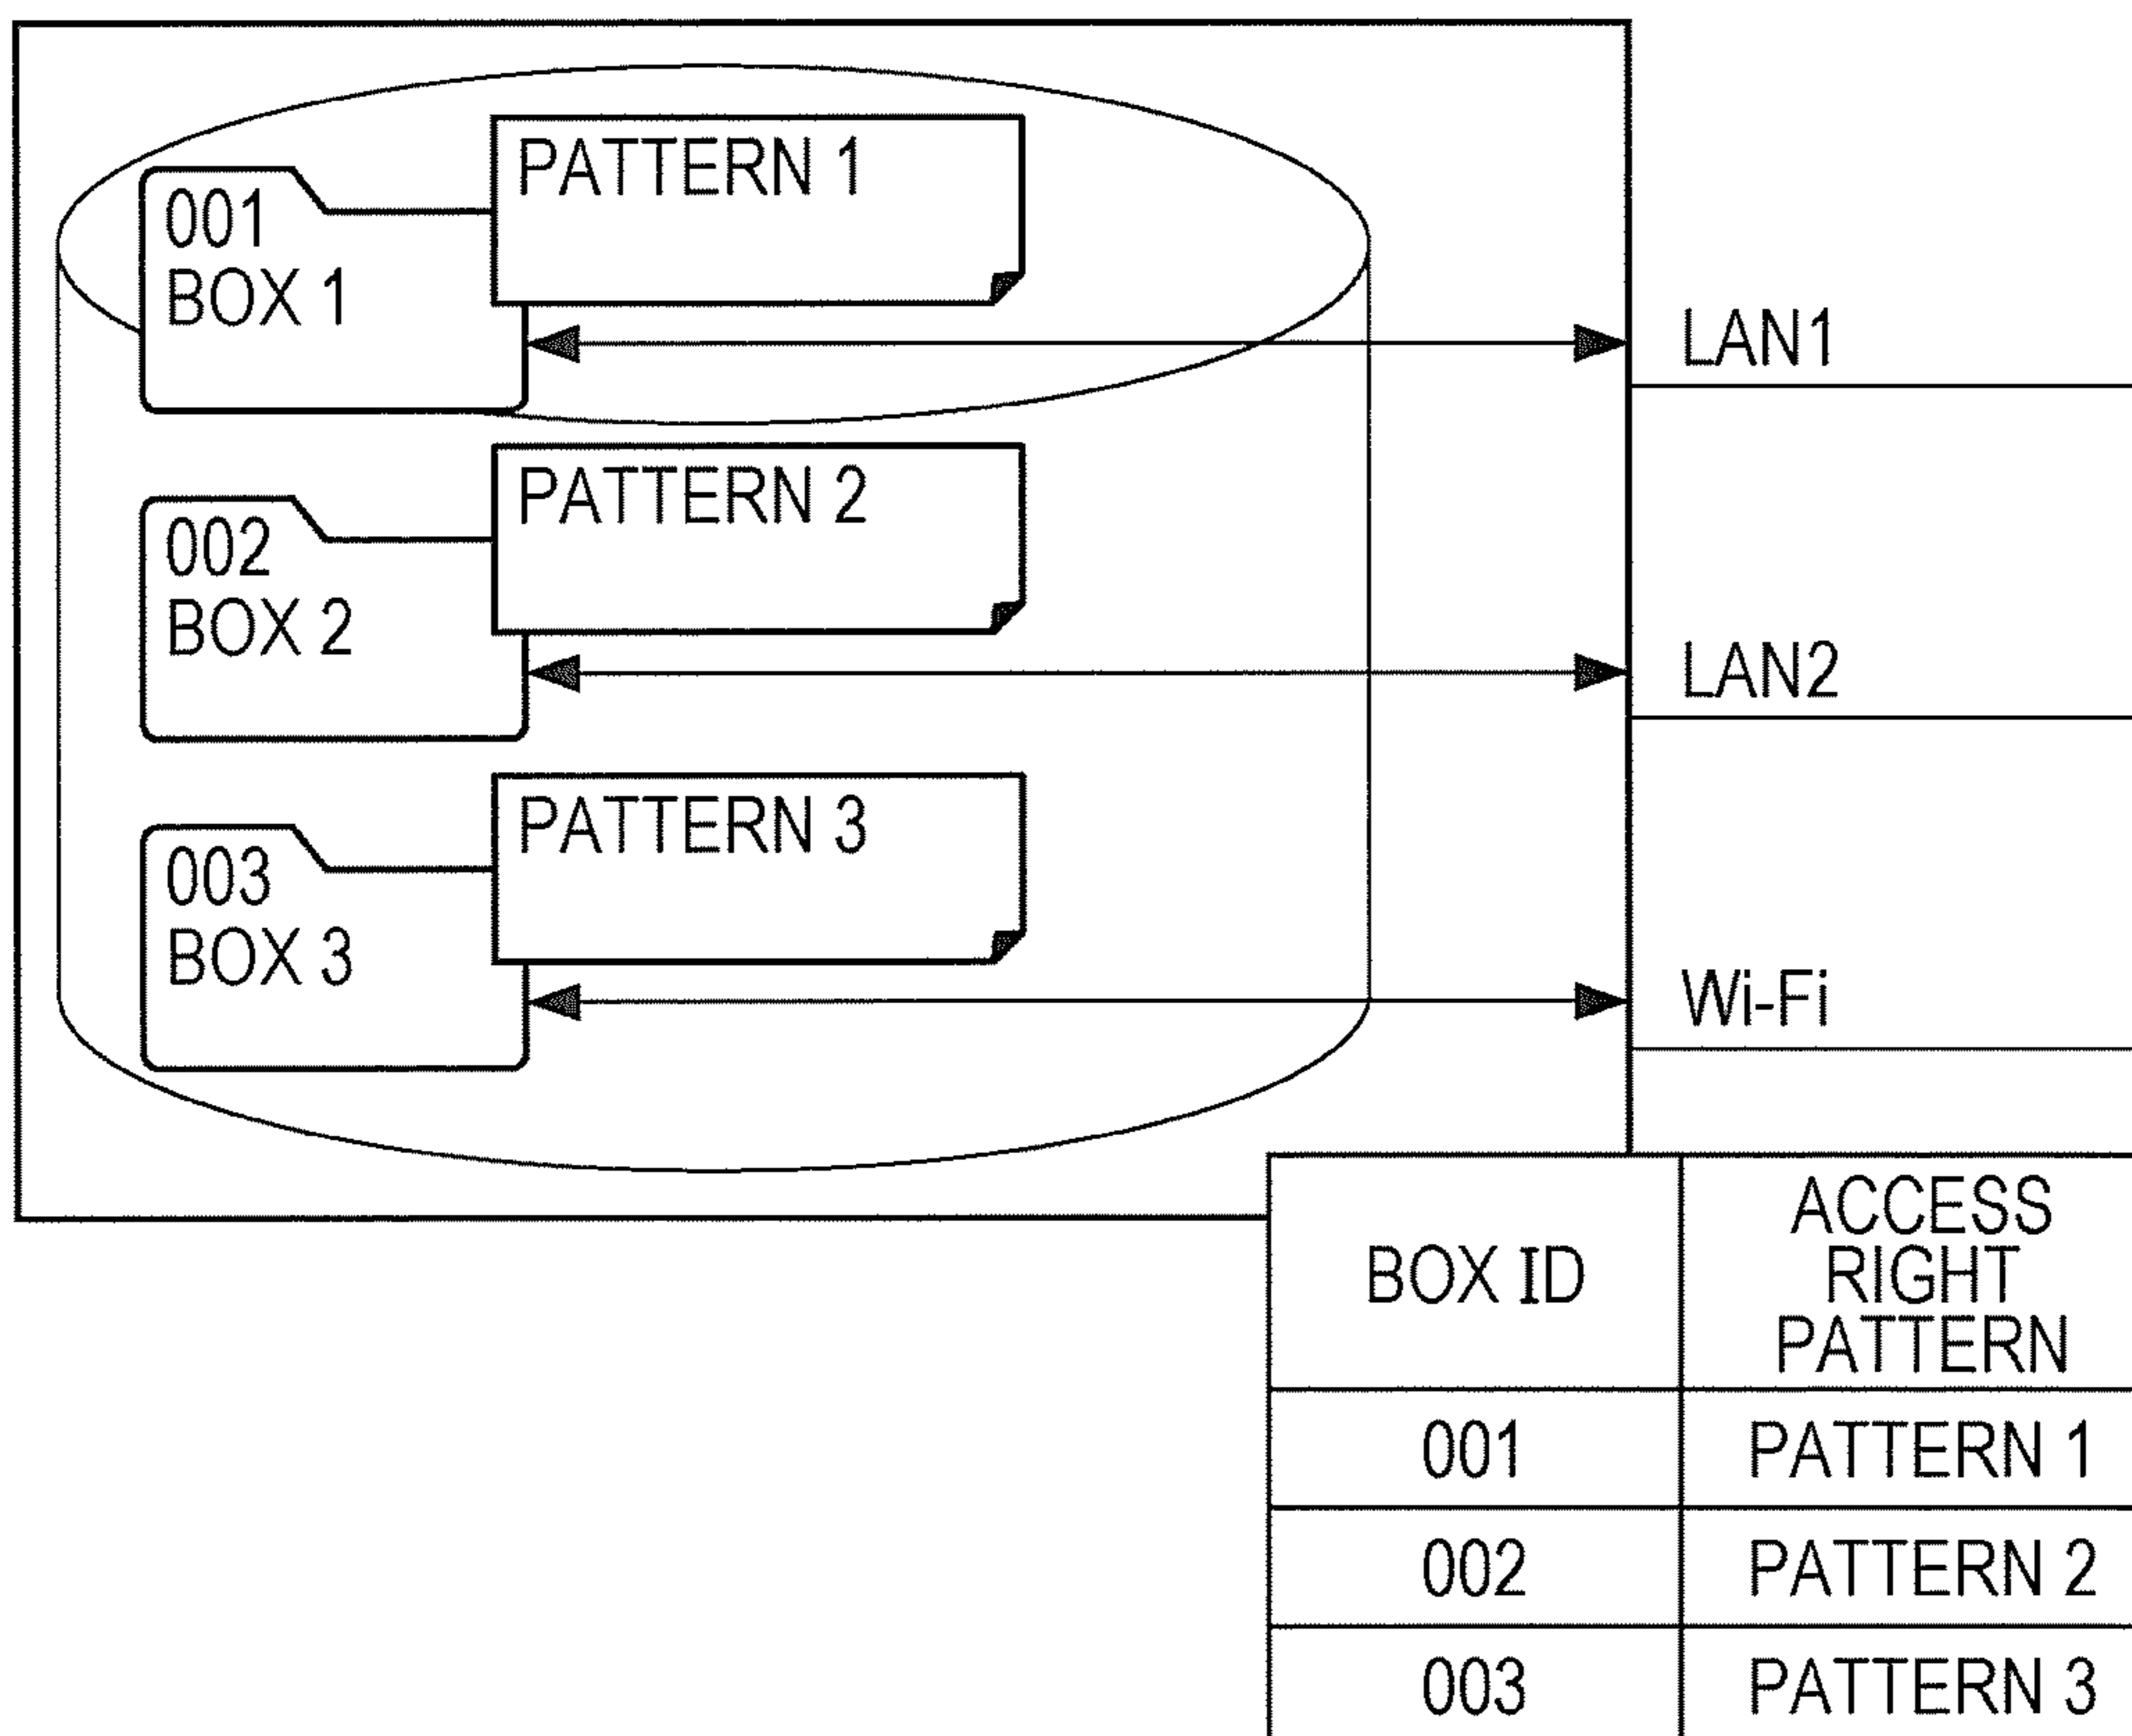 PATTERN 1
001
BOX 1
LAN1
PATTERN 2
002
BOX 2
LAN2
PATTERN 3
003
BOX 3
Wi-Fi
BOX ID
ACCESS
RIGHT
PATTERN
001
PATTERN 1
002
PATTERN 2
003
PATTERN 3